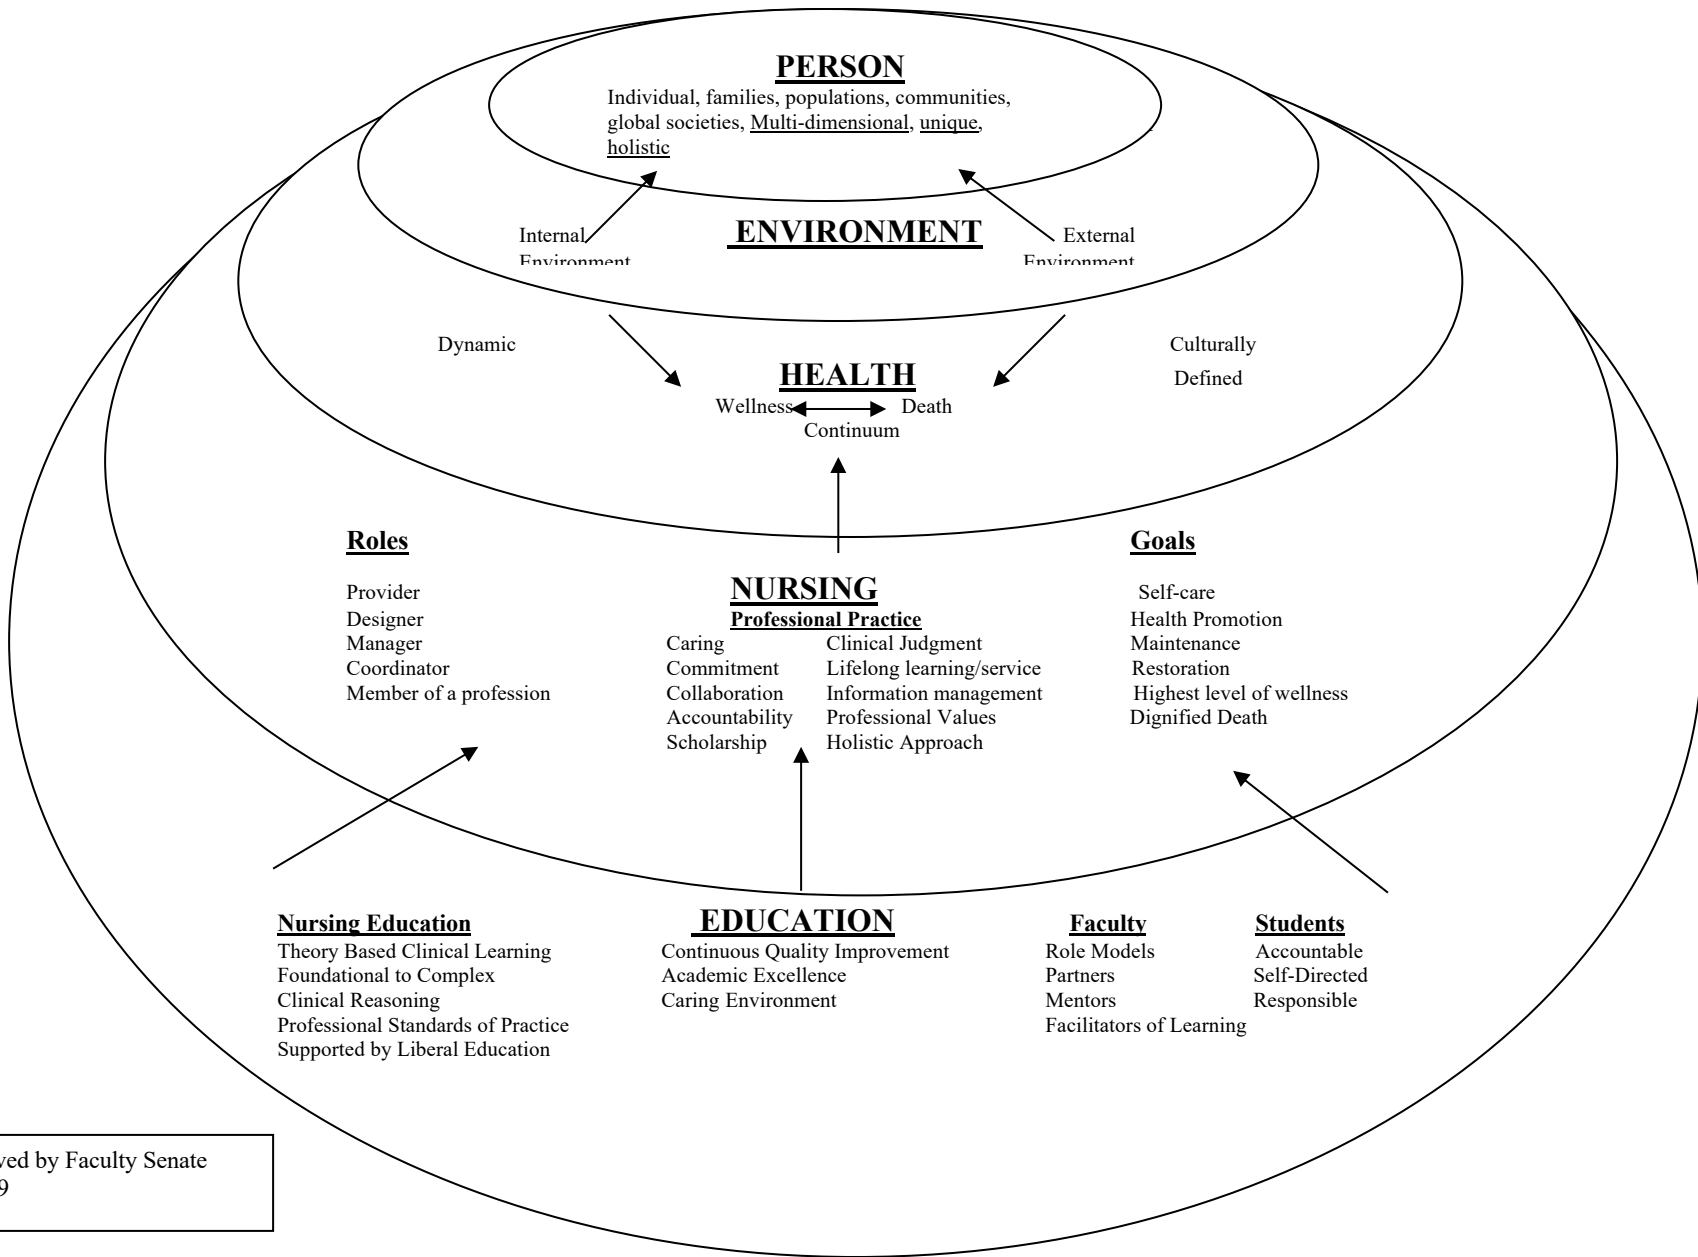 PERSON
Individual, families, populations, communities,
global societies, Multi-dimensional, unique,
holistic
Internal
Environment
ENVIRONMENT
External
Environment
Dynamic
Culturally
Defined
HEALTH
Wellness Death
Continuum
Roles
Provider
Designer
Manager
Coordinator
Member of a profession
NURSING
Professional Practice
Caring
Commitment
Collaboration
Accountability
Scholarship
Clinical Judgment
Lifelong learning/service
Information management
Professional Values
Holistic Approach
Goals
Self-care
Health Promotion
Maintenance
Restoration
Highest level of wellness
Dignified Death
Nursing Education
Theory Based Clinical Learning
Foundational to Complex
Clinical Reasoning
Professional Standards of Practice
Supported by Liberal Education
EDUCATION
Continuous Quality Improvement
Academic Excellence
Caring Environment
Faculty
Role Models
Partners
Mentors
Facilitators of Learning
Students
Accountable
Self-Directed
Responsible
by Faculty Senate